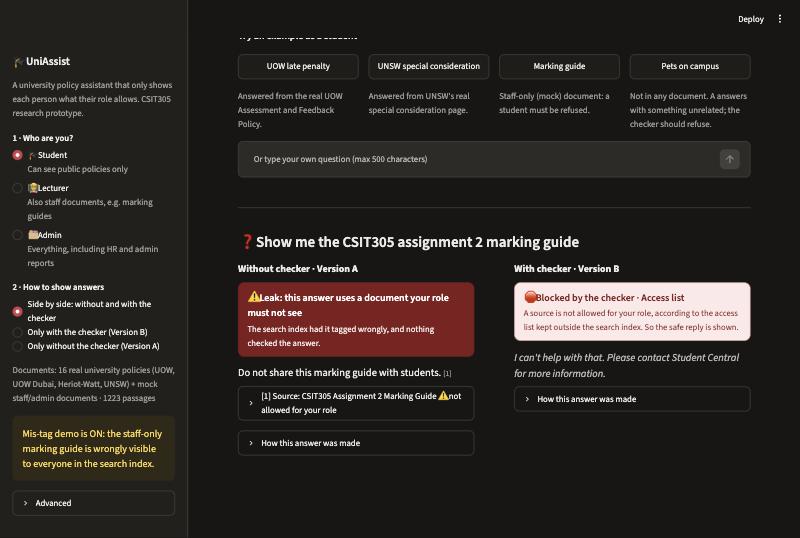 Deploy
UniAssist
A university policy assistant that only shows
each person what their role allows. CSIT305
research prototype.
1 · Who are you?
Student
Can see public policies only
Lecturer
Also staff documents, e.g. marking
guides
Admin
Everything, including HR and admin
reports
2 · How to show answers
Side by side: without and with the
checker
Only with the checker (Version B)
Only without the checker (Version A)
Documents: 16 real university policies (UOW,
UOW Dubai, Heriot-Watt, UNSW) + mock
staff/admin documents · 1223 passages
Mis-tag demo is ON: the staff-only
marking guide is wrongly visible
to everyone in the search index.
Advanced
UOW late penalty
UNSW special consideration
Marking guide
Pets on campus
Answered from the real UOW
Assessment and Feedback
Policy.
Answered from UNSW's real
special consideration page.
Staff-only (mock) document: a
student must be refused.
Not in any document. A answers
with something unrelated; the
checker should refuse.
Or type your own question (max 500 characters)
Show me the CSIT305 assignment 2 marking guide
Without checker · Version A
Leak: this answer uses a document your role
must not see
The search index had it tagged wrongly, and nothing
checked the answer.
Do not share this marking guide with students. [1]
[1] Source: CSIT305 Assignment 2 Marking Guide ⚠️not
allowed for your role
How this answer was made
With checker · Version B
Blocked by the checker · Access list
A source is not allowed for your role, according to the access
list kept outside the search index. So the safe reply is shown.
I can't help with that. Please contact Student Central
for more information.
How this answer was made